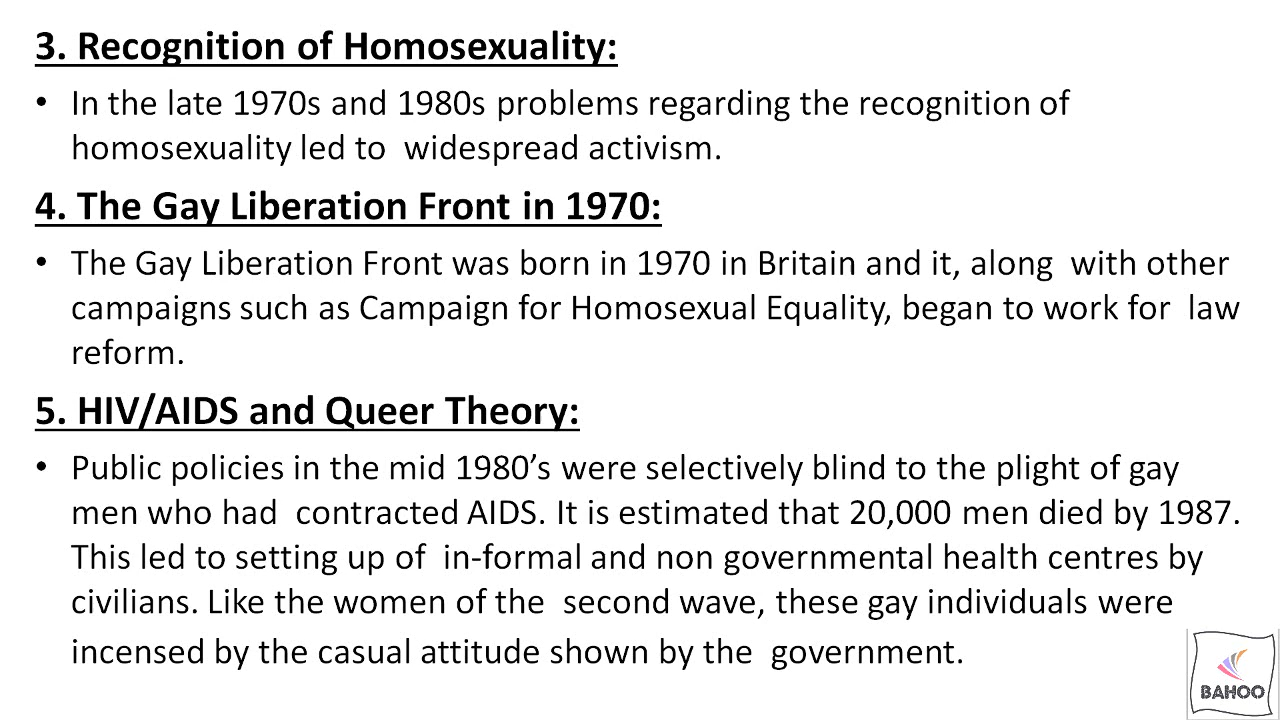 3. Recognition of Homosexuality:
• In the late 1970s and 1980s problems regarding the recognition of
homosexuality led to  widespread activism.
4. The Gay Liberation Front in 1970:
• The Gay Liberation Front was born in 1970 in Britain and it, along  with other
campaigns such as Campaign for Homosexual Equality, began to work for  law
reform.
5. HIV/AIDS and Queer Theory:
• Public policies in the mid 1980’s were selectively blind to the plight of gay
men who had  contracted AIDS. It is estimated that 20,000 men died by 1987.
This led to setting up of  in-formal and non governmental health centres by
civilians. Like the women of the  second wave, these gay individuals were
incensed by the casual attitude shown by the  government.
BAHOO